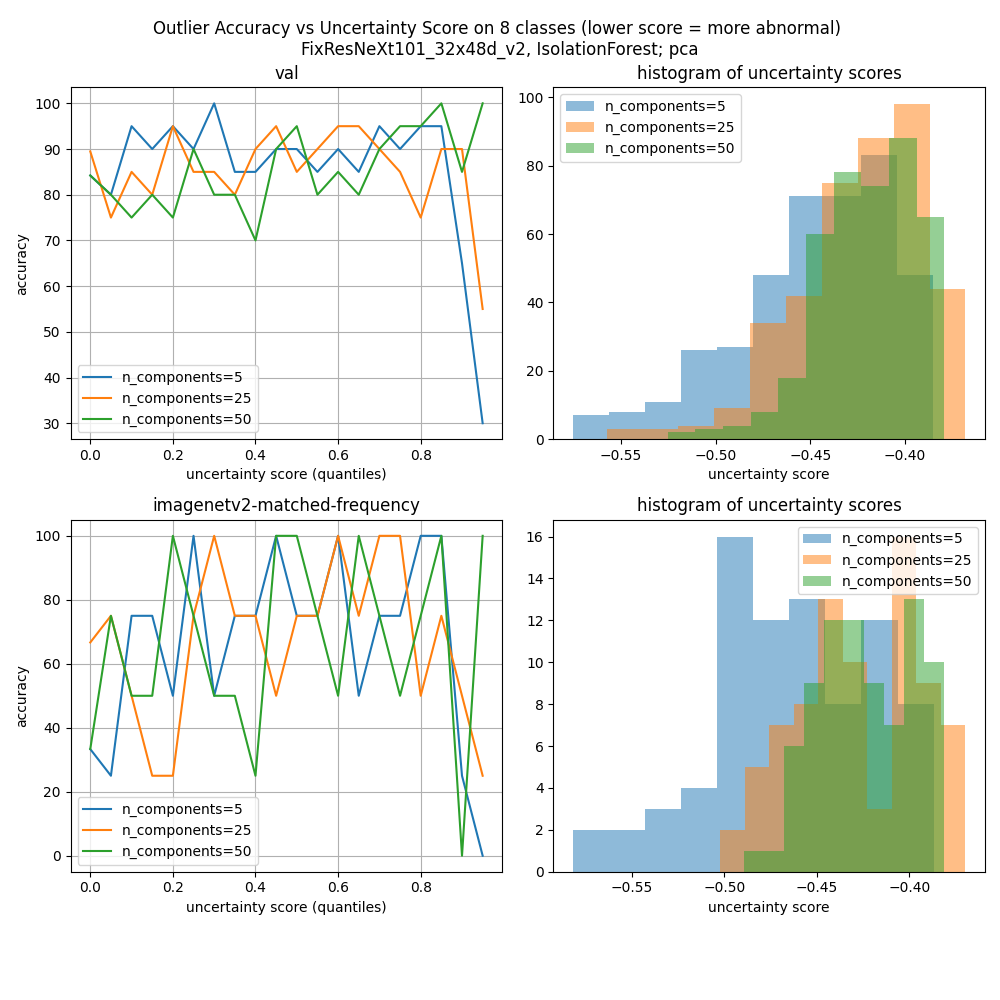 Outlier Accuracy vs Uncertainty Score on 8 classes (lower score = more abnormal)
FixResNeXt101_32x48d_v2, IsolationForest; pca
val
100
90
80
70
60
50
40
30
accuracy
n_components=5
n_components=25
n_components=50
0.0 0.2 0.4 0.6 0.8
uncertainty score (quantiles)
histogram of uncertainty scores
100
80
60
40
20
0
n_components=5
n_components=25
n_components=50
−0.55 −0.50 −0.45 −0.40
uncertainty score
imagenetv2-matched-frequency
100
80
60
40
20
0
accuracy
n_components=5
n_components=25
n_components=50
0.0 0.2 0.4 0.6 0.8
uncertainty score (quantiles)
histogram of uncertainty scores
16
14
12
10
8
6
4
2
0
n_components=5
n_components=25
n_components=50
−0.55 −0.50 −0.45 −0.40
uncertainty score